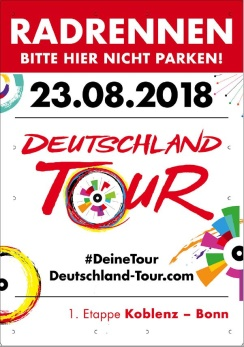 RADRENNEN
BITTE HIER NICHT PARKEN!
23.08.2018
DEUTSCHLAND
TOUR
#DeineTour
Deutschland-Tour.com
1. Etappe Koblenz – Bonn